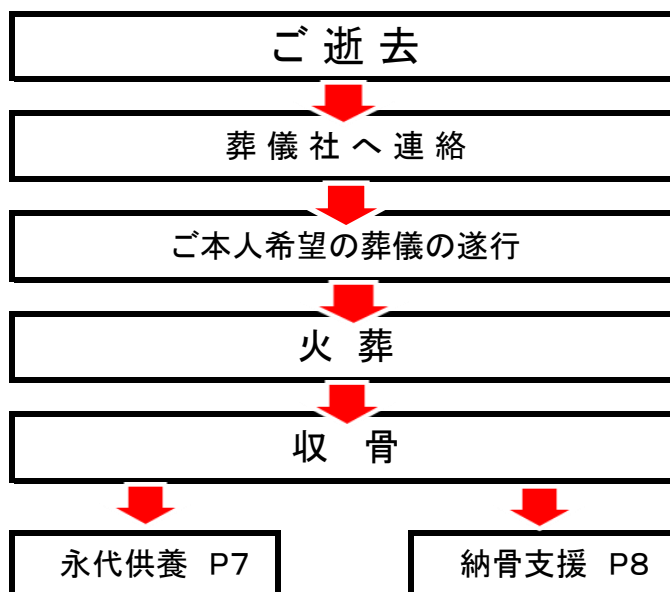 ご逝去
葬儀社へ連絡
ご本人希望の葬儀の遂行
火 葬
収 骨
永代供養 P7
納骨支援 P8